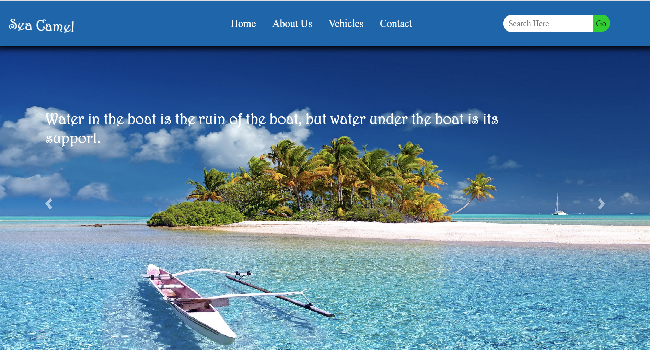 Sea Camel
Home About Us Vehicles Contact
Search Here Go
Water in the boat is the ruin of the boat, but water under the boat is its
support.